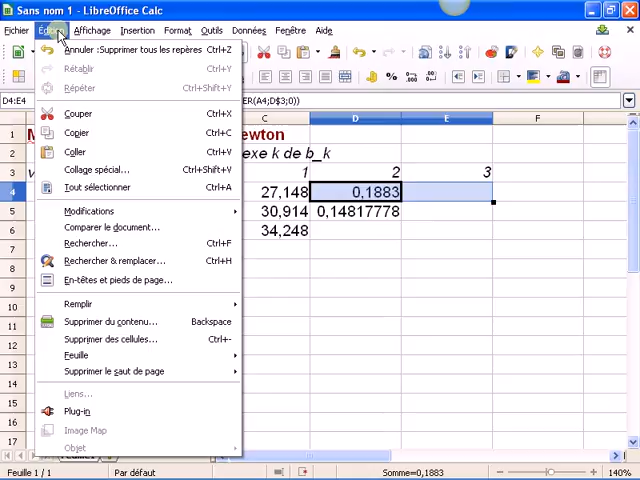 Sans nom 1 - LibreOffice Calc
Fichier Édition Affichage Insertion Format Outils Données Fenêtre Aide
Annuler :Supprimer tous les repères Ctrl+Z
Rétablir Ctrl+Y
Répéter Ctrl+Shift+Y
Couper Ctrl+X
Copier Ctrl+C
Coller Ctrl+V
Collage spécial... Ctrl+Shift+V
Tout sélectionner Ctrl+A
Modifications
Comparer le document...
Rechercher... Ctrl+F
Rechercher & remplacer... Ctrl+H
En-têtes et pieds de page...
Remplir
Supprimer du contenu... Backspace
Supprimer des cellules... Ctrl+-
Feuille
Supprimer le saut de page
Liens...
Plug-in
Image Map
Objet
D4:E4 ER(A4;D$3;0))
C D E F
1 M ewton
2 exe k de b_k
3 v 1 2 3
4 27,148 0,1883
5 30,914 0,14817778
6 34,248
7
8
9
10
11
12
13
14
15
16
17
Feuille 1 / 1 Par défaut Somme=0,1883 140%